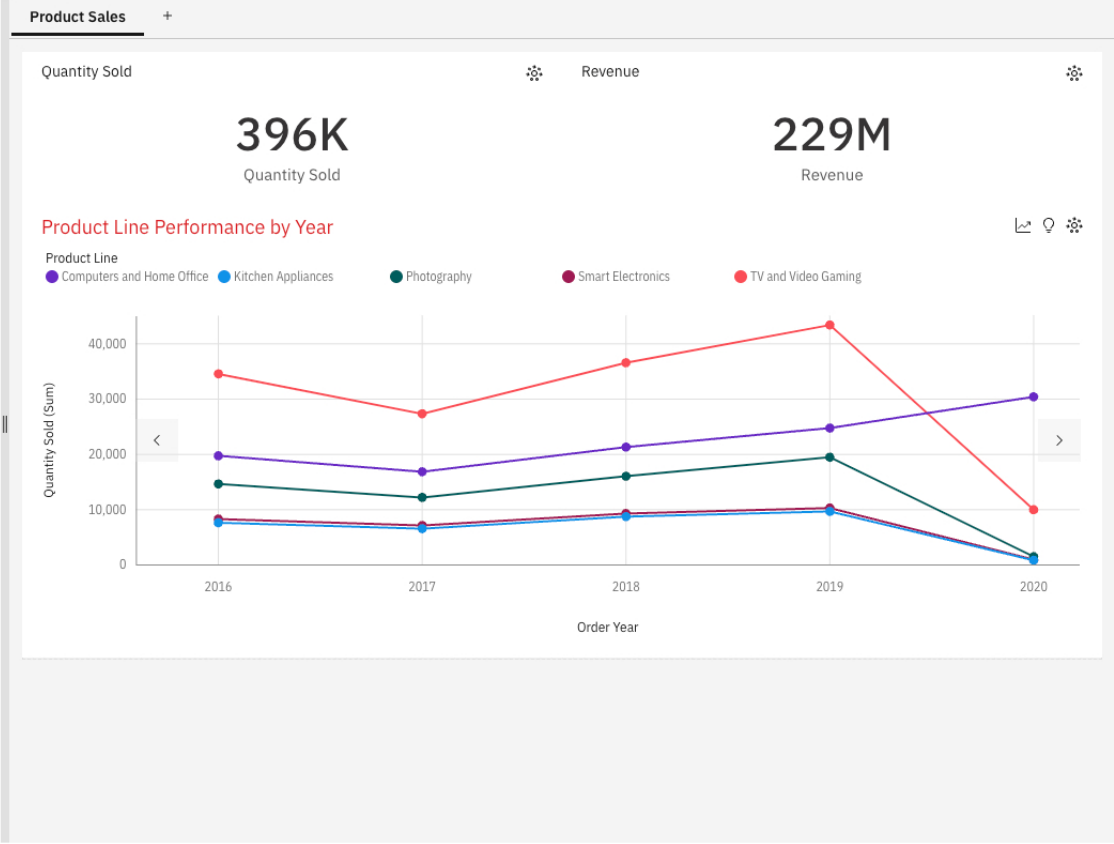 Product Sales +
Quantity Sold
Revenue
396K
Quantity Sold
229M
Revenue
Product Line Performance by Year
Product Line
Computers and Home Office Kitchen Appliances Photography Smart Electronics TV and Video Gaming
Quantity Sold (Sum)
40,000
30,000
20,000
10,000
0
2016 2017 2018 2019 2020
Order Year